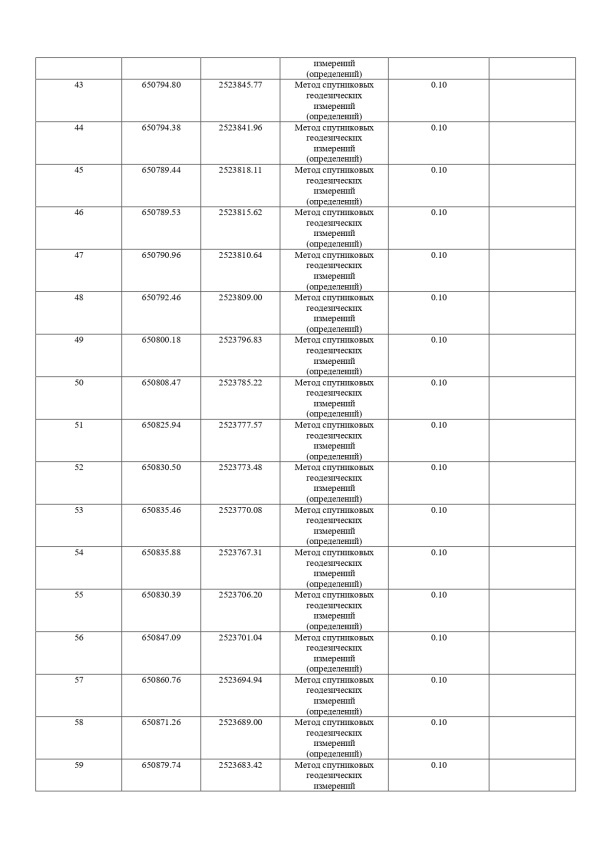 измерений
(определений)
43 650794.80 2523845.77 Метод спутниковых 0.10
геодезических
измерений
(определений)
44 650794.38 2523841.96 Метод спутниковых 0.10
геодезических
измерений
(определений)
45 650789.44 2523818.11 Метод спутниковых 0.10
геодезических
измерений
(определений)
46 650789.53 2523815.62 Метод спутниковых 0.10
геодезических
измерений
(определений)
47 650790.96 2523810.64 Метод спутниковых 0.10
геодезических
измерений
(определений)
48 650792.46 2523809.00 Метод спутниковых 0.10
геодезических
измерений
(определений)
49 650800.18 2523796.83 Метод спутниковых 0.10
геодезических
измерений
(определений)
50 650808.47 2523785.22 Метод спутниковых 0.10
геодезических
измерений
(определений)
51 650825.94 2523777.57 Метод спутниковых 0.10
геодезических
измерений
(определений)
52 650830.50 2523773.48 Метод спутниковых 0.10
геодезических
измерений
(определений)
53 650835.46 2523770.08 Метод спутниковых 0.10
геодезических
измерений
(определений)
54 650835.88 2523767.31 Метод спутниковых 0.10
геодезических
измерений
(определений)
55 650830.39 2523706.20 Метод спутниковых 0.10
геодезических
измерений
(определений)
56 650847.09 2523701.04 Метод спутниковых 0.10
геодезических
измерений
(определений)
57 650860.76 2523694.94 Метод спутниковых 0.10
геодезических
измерений
(определений)
58 650871.26 2523689.00 Метод спутниковых 0.10
геодезических
измерений
(определений)
59 650879.74 2523683.42 Метод спутниковых 0.10
геодезических
измерений